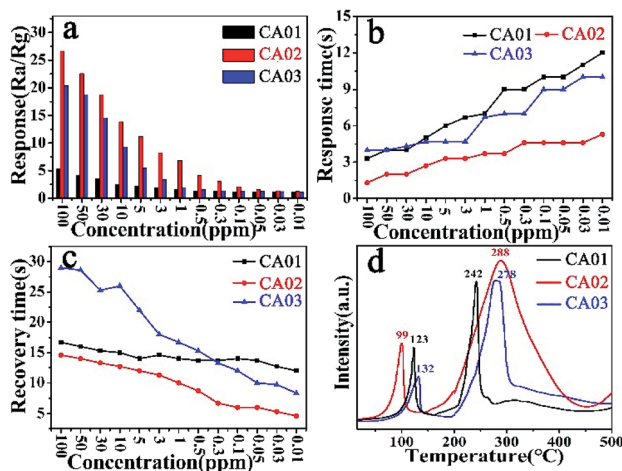 a
CA01
CA02
CA03
Response(Ra/Rg)
30
25
20
15
10
5
0
100 50 30 10 5 3 1 0.5 0.3 0.1 0.05 0.03 0.01
Concentration(ppm)
b
CA01 CA02
CA03
Response time(s)
15
12
9
6
3
0
100 50 30 10 5 3 1 0.5 0.3 0.1 0.05 0.03 0.01
Concentration(ppm)
c
CA01
CA02
CA03
Recovery time(s)
30
25
20
15
10
5
100 50 30 10 5 3 1 0.5 0.3 0.1 0.05 0.03 0.01
Concentration(ppm)
d
288
242
278
CA01
CA02
CA03
99
123
132
Intensity(a.u.)
100 200 300 400 500
Temperature(°C)